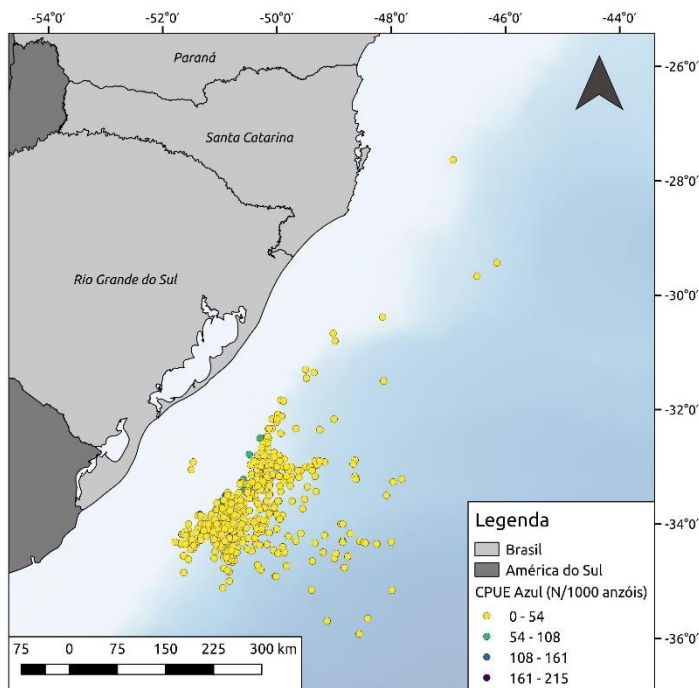 -54°0′ -52°0′ -50°0′ -48°0′ -46°0′ -44°0′
Paraná
-26°0′
Santa Catarina
-28°0′
Rio Grande do Sul
-30°0′
-32°0′
-34°0′
Legenda
Brasil
América do Sul
CPUE Azul (N/1000 anzóis)
0 - 54
54 - 108
108 - 161
161 - 215
-36°0′
75 0 75 150 225 300 km